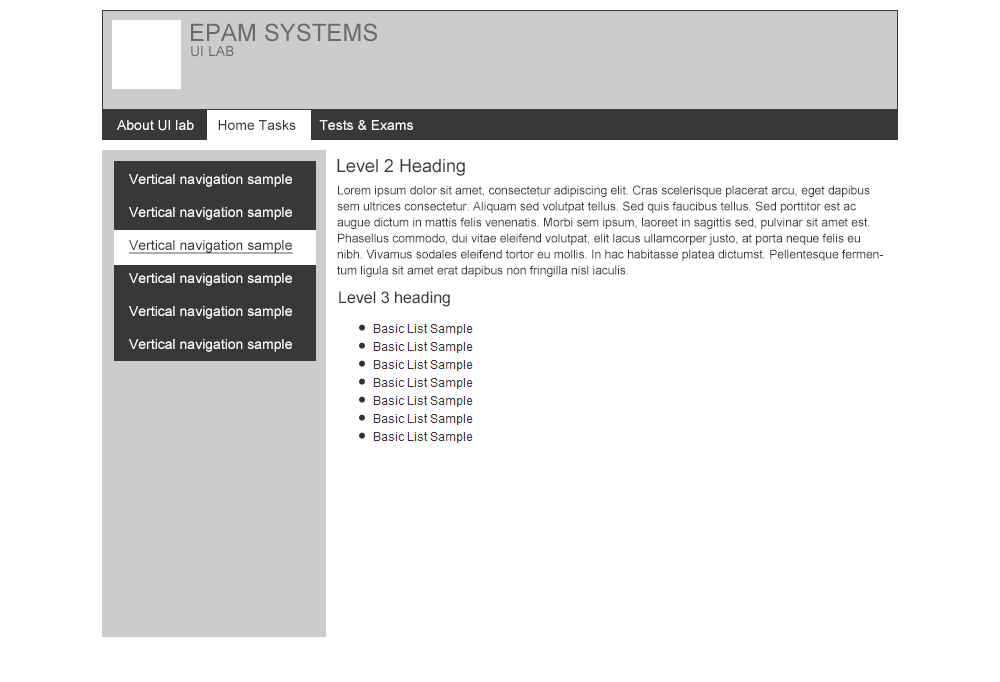 EPAM SYSTEMS
UI LAB
About UI lab Home Tasks Tests & Exams
Vertical navigation sample
Vertical navigation sample
Vertical navigation sample
Vertical navigation sample
Vertical navigation sample
Vertical navigation sample
Level 2 Heading
Lorem ipsum dolor sit amet, consectetur adipiscing elit. Cras scelerisque placerat arcu, eget dapibus
sem ultrices consectetur. Aliquam sed volutpat tellus. Sed quis faucibus tellus. Sed porttitor est ac
augue dictum in mattis felis venenatis. Morbi sem ipsum, laoreet in sagittis sed, pulvinar sit amet est.
Phasellus commodo, dui vitae eleifend volutpat, elit lacus ullamcorper justo, at porta neque felis eu
nibh. Vivamus sodales eleifend tortor eu mollis. In hac habitasse platea dictumst. Pellentesque fermen-
tum ligula sit amet erat dapibus non fringilla nisl iaculis.
Level 3 heading
• Basic List Sample
• Basic List Sample
• Basic List Sample
• Basic List Sample
• Basic List Sample
• Basic List Sample
• Basic List Sample